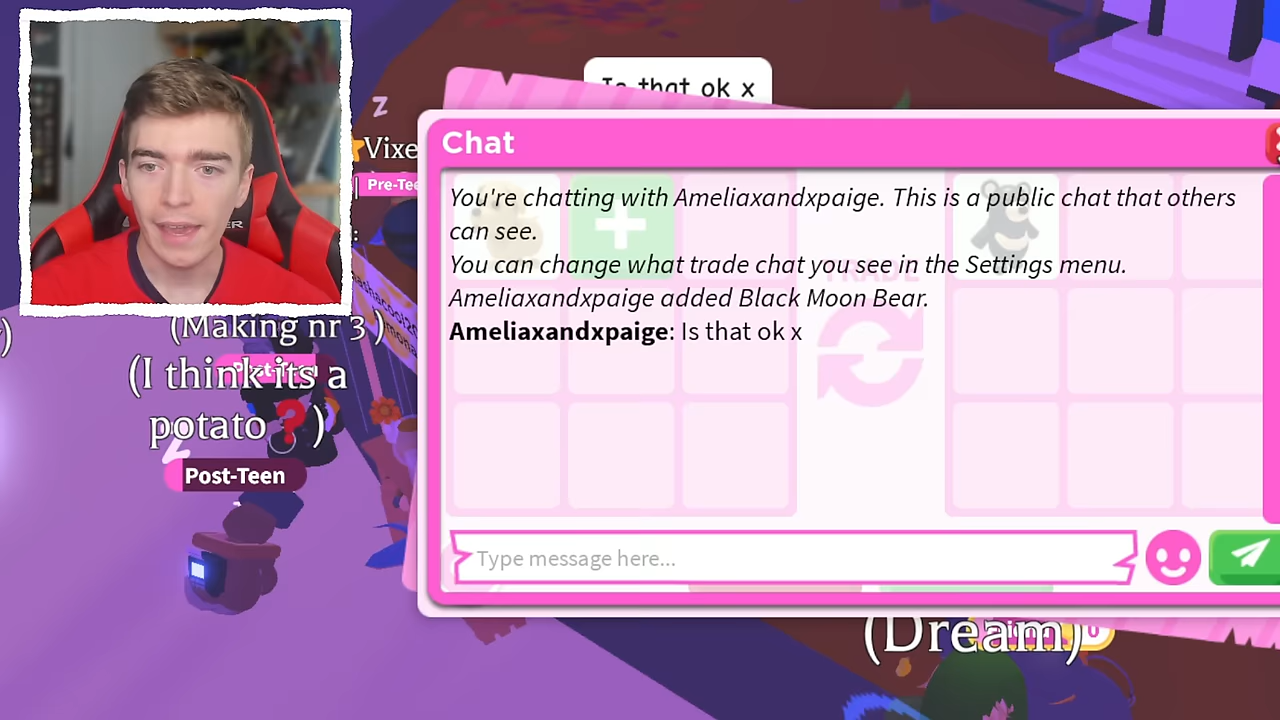 Is that ok x
Vixe
Pre-Tee
Chat
You're chatting with Ameliaxandxpaige. This is a public chat that others
can see.
You can change what trade chat you see in the Settings menu.
Ameliaxandxpaige added Black Moon Bear.
Ameliaxandxpaige: Is that ok x
(Making nr 3)
(I think its a
potato❓)
Post-Teen
Type message here...
(Dream)